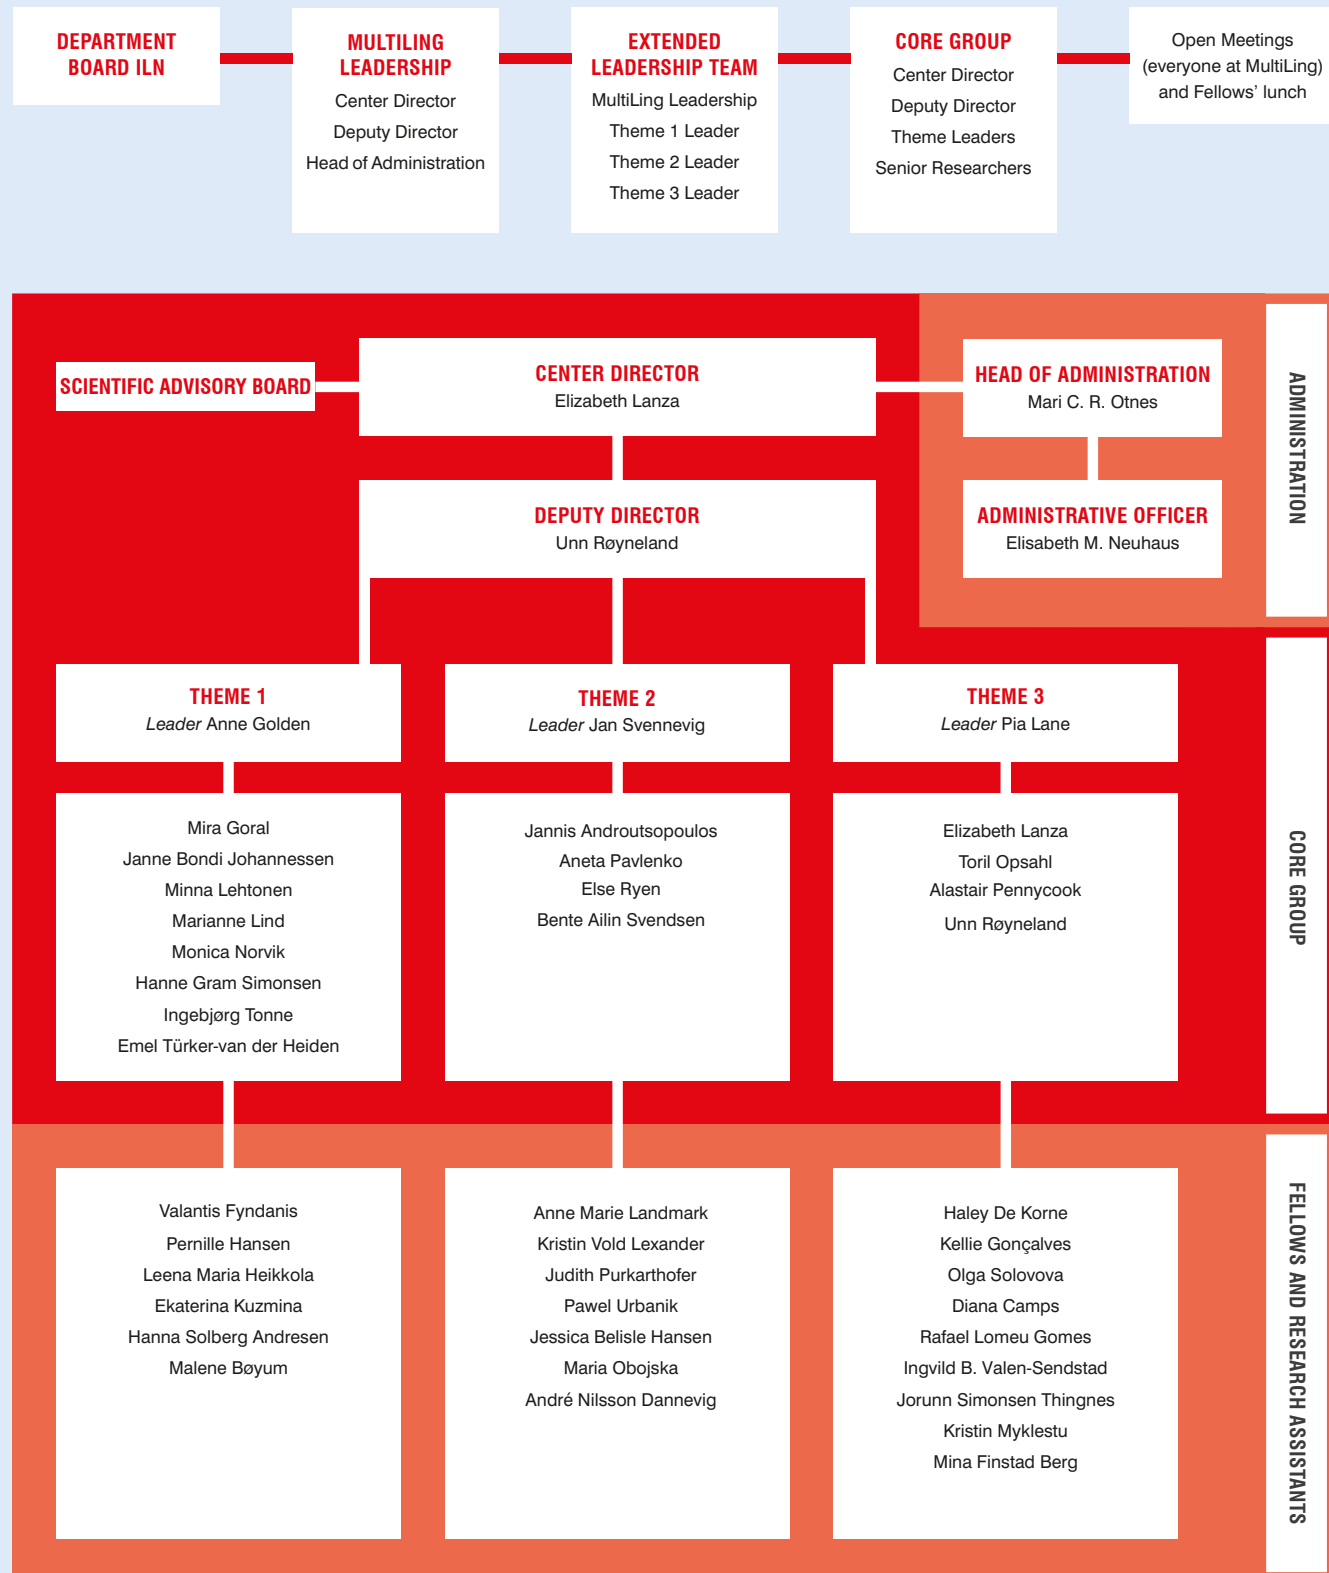 DEPARTMENT
BOARD ILN
MULTILING
LEADERSHIP
Center Director
Deputy Director
Head of Administration
EXTENDED
LEADERSHIP TEAM
MultiLing Leadership
Theme 1 Leader
Theme 2 Leader
Theme 3 Leader
CORE GROUP
Center Director
Deputy Director
Theme Leaders
Senior Researchers
Open Meetings
(everyone at MultiLing)
and Fellows’ lunch
SCIENTIFIC ADVISORY BOARD
CENTER DIRECTOR
Elizabeth Lanza
HEAD OF ADMINISTRATION
Mari C. R. Otnes
DEPUTY DIRECTOR
Unn Røyneland
ADMINISTRATIVE OFFICER
Elisabeth M. Neuhaus
ADMINISTRATION
THEME 1
Leader Anne Golden
THEME 2
Leader Jan Svennevig
THEME 3
Leader Pia Lane
Mira Goral
Janne Bondi Johannessen
Minna Lehtonen
Marianne Lind
Monica Norvik
Hanne Gram Simonsen
Ingebjørg Tonne
Emel Türker-van der Heiden
Jannis Androutsopoulos
Aneta Pavlenko
Else Ryen
Bente Ailin Svendsen
Elizabeth Lanza
Toril Opsahl
Alastair Pennycook
Unn Røyneland
CORE GROUP
Valantis Fyndanis
Pernille Hansen
Leena Maria Heikkola
Ekaterina Kuzmina
Hanna Solberg Andresen
Malene Bøyum
Anne Marie Landmark
Kristin Vold Lexander
Judith Purkarthofer
Pawel Urbanik
Jessica Belisle Hansen
Maria Obojska
André Nilsson Dannevig
Haley De Korne
Kellie Gonçalves
Olga Solovova
Diana Camps
Rafael Lomeu Gomes
Ingvild B. Valen-Sendstad
Jorunn Simonsen Thingnes
Kristin Myklestu
Mina Finstad Berg
FELLOWS AND RESEARCH ASSISTANTS